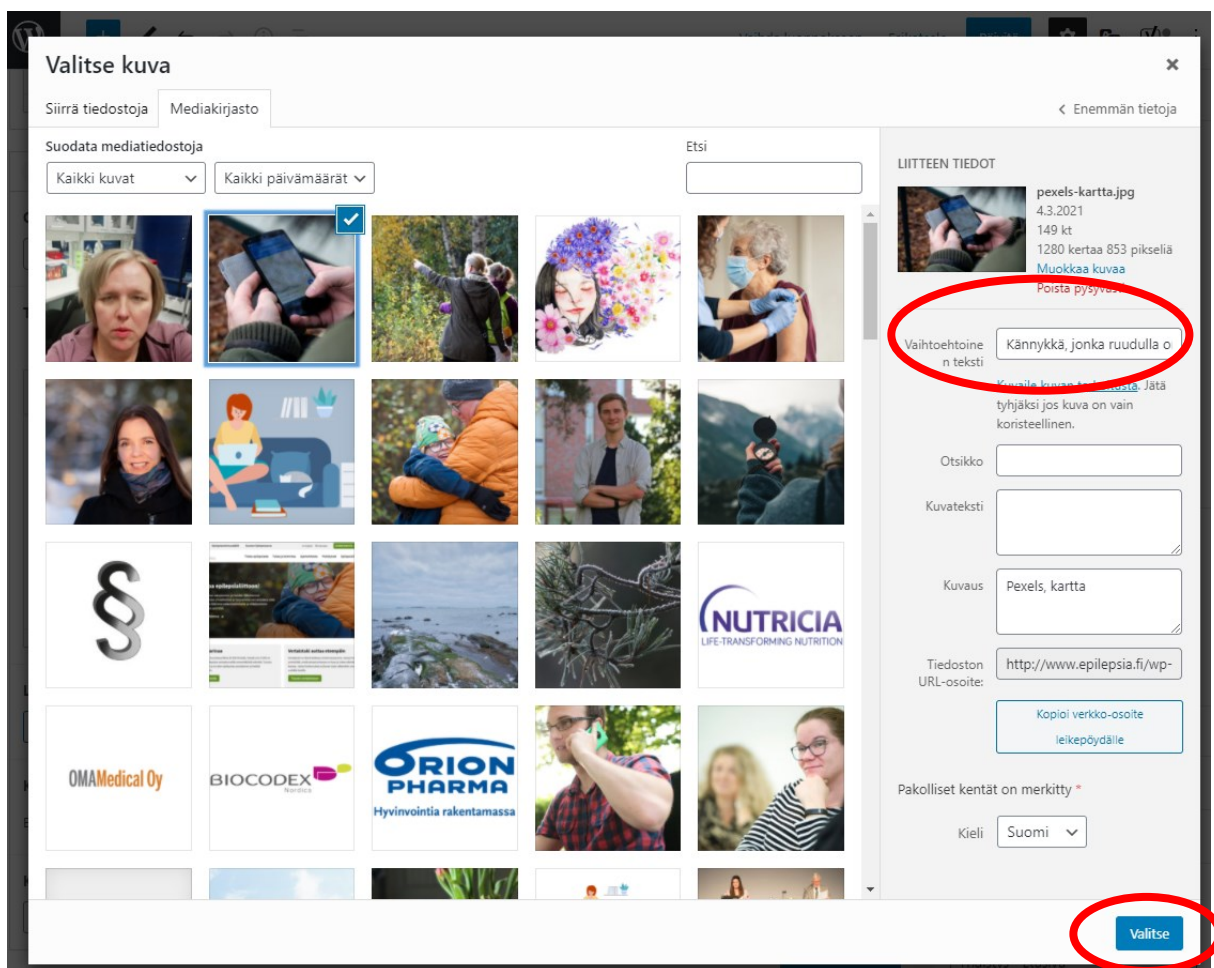 Valitse kuva
Siirrä tiedostoja
Mediakirjasto
Enemmän tietoja
Suodata mediatiedostoja
Etsi
Kaikki kuvat
Kaikki päivämäärät
LIITTEEN TIEDOT
pexels-kartta.jpg
4.3.2021
149 kt
1280 kertaa 853 pikseliä
Muokkaa kuvaa
Poista
Vaihtoehtoine
n teksti
Kännykkä, jonka ruudulla o
Kuvaile kuvan. Jätä
tyhjäksi jos kuva on vain
koristeellinen.
Otsikko
Kuvateksti
Kuvaus
Pexels, kartta
Tiedoston
URL-osoite:
http://www.epilepsia.fi/wp-
Kopioi verkko-osoite
leikepöydälle
Pakolliset kentät on merkitty *
Kieli
Suomi
§
NUTRICIA
LIFE-TRANSFORMING NUTRITION
OMAMedical Oy
BIOCODEX
Nordics
ORION
PHARMA
Hyvinvointia rakentamassa
Valitse